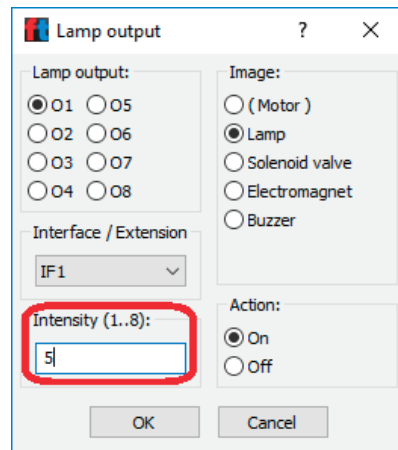 ft Lamp output ? X
Lamp output:
O1 O5
O2 O6
O3 O7
O4 O8
Interface / Extension
IF1
Intensity (1..8):
5
Image:
( Motor )
Lamp
Solenoid valve
Electromagnet
Buzzer
Action:
On
Off
OK Cancel